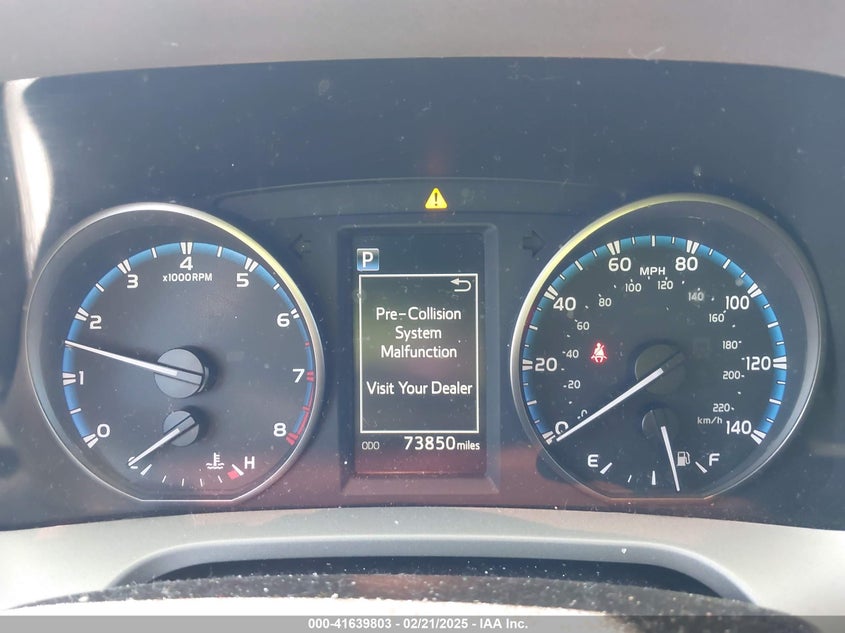 P
Pre-Collision
System
Malfunction
Visit Your Dealer
ODO 73850 miles
0 1 2 3 4 5 6 7 8
x1000RPM
H
0 20 40 60 80 100 120 140
MPH
0 20 40 60 80 100 120 140 160 180 200 220
km/h
E F
000-41639803 - 02/21/2025 - IAA Inc.